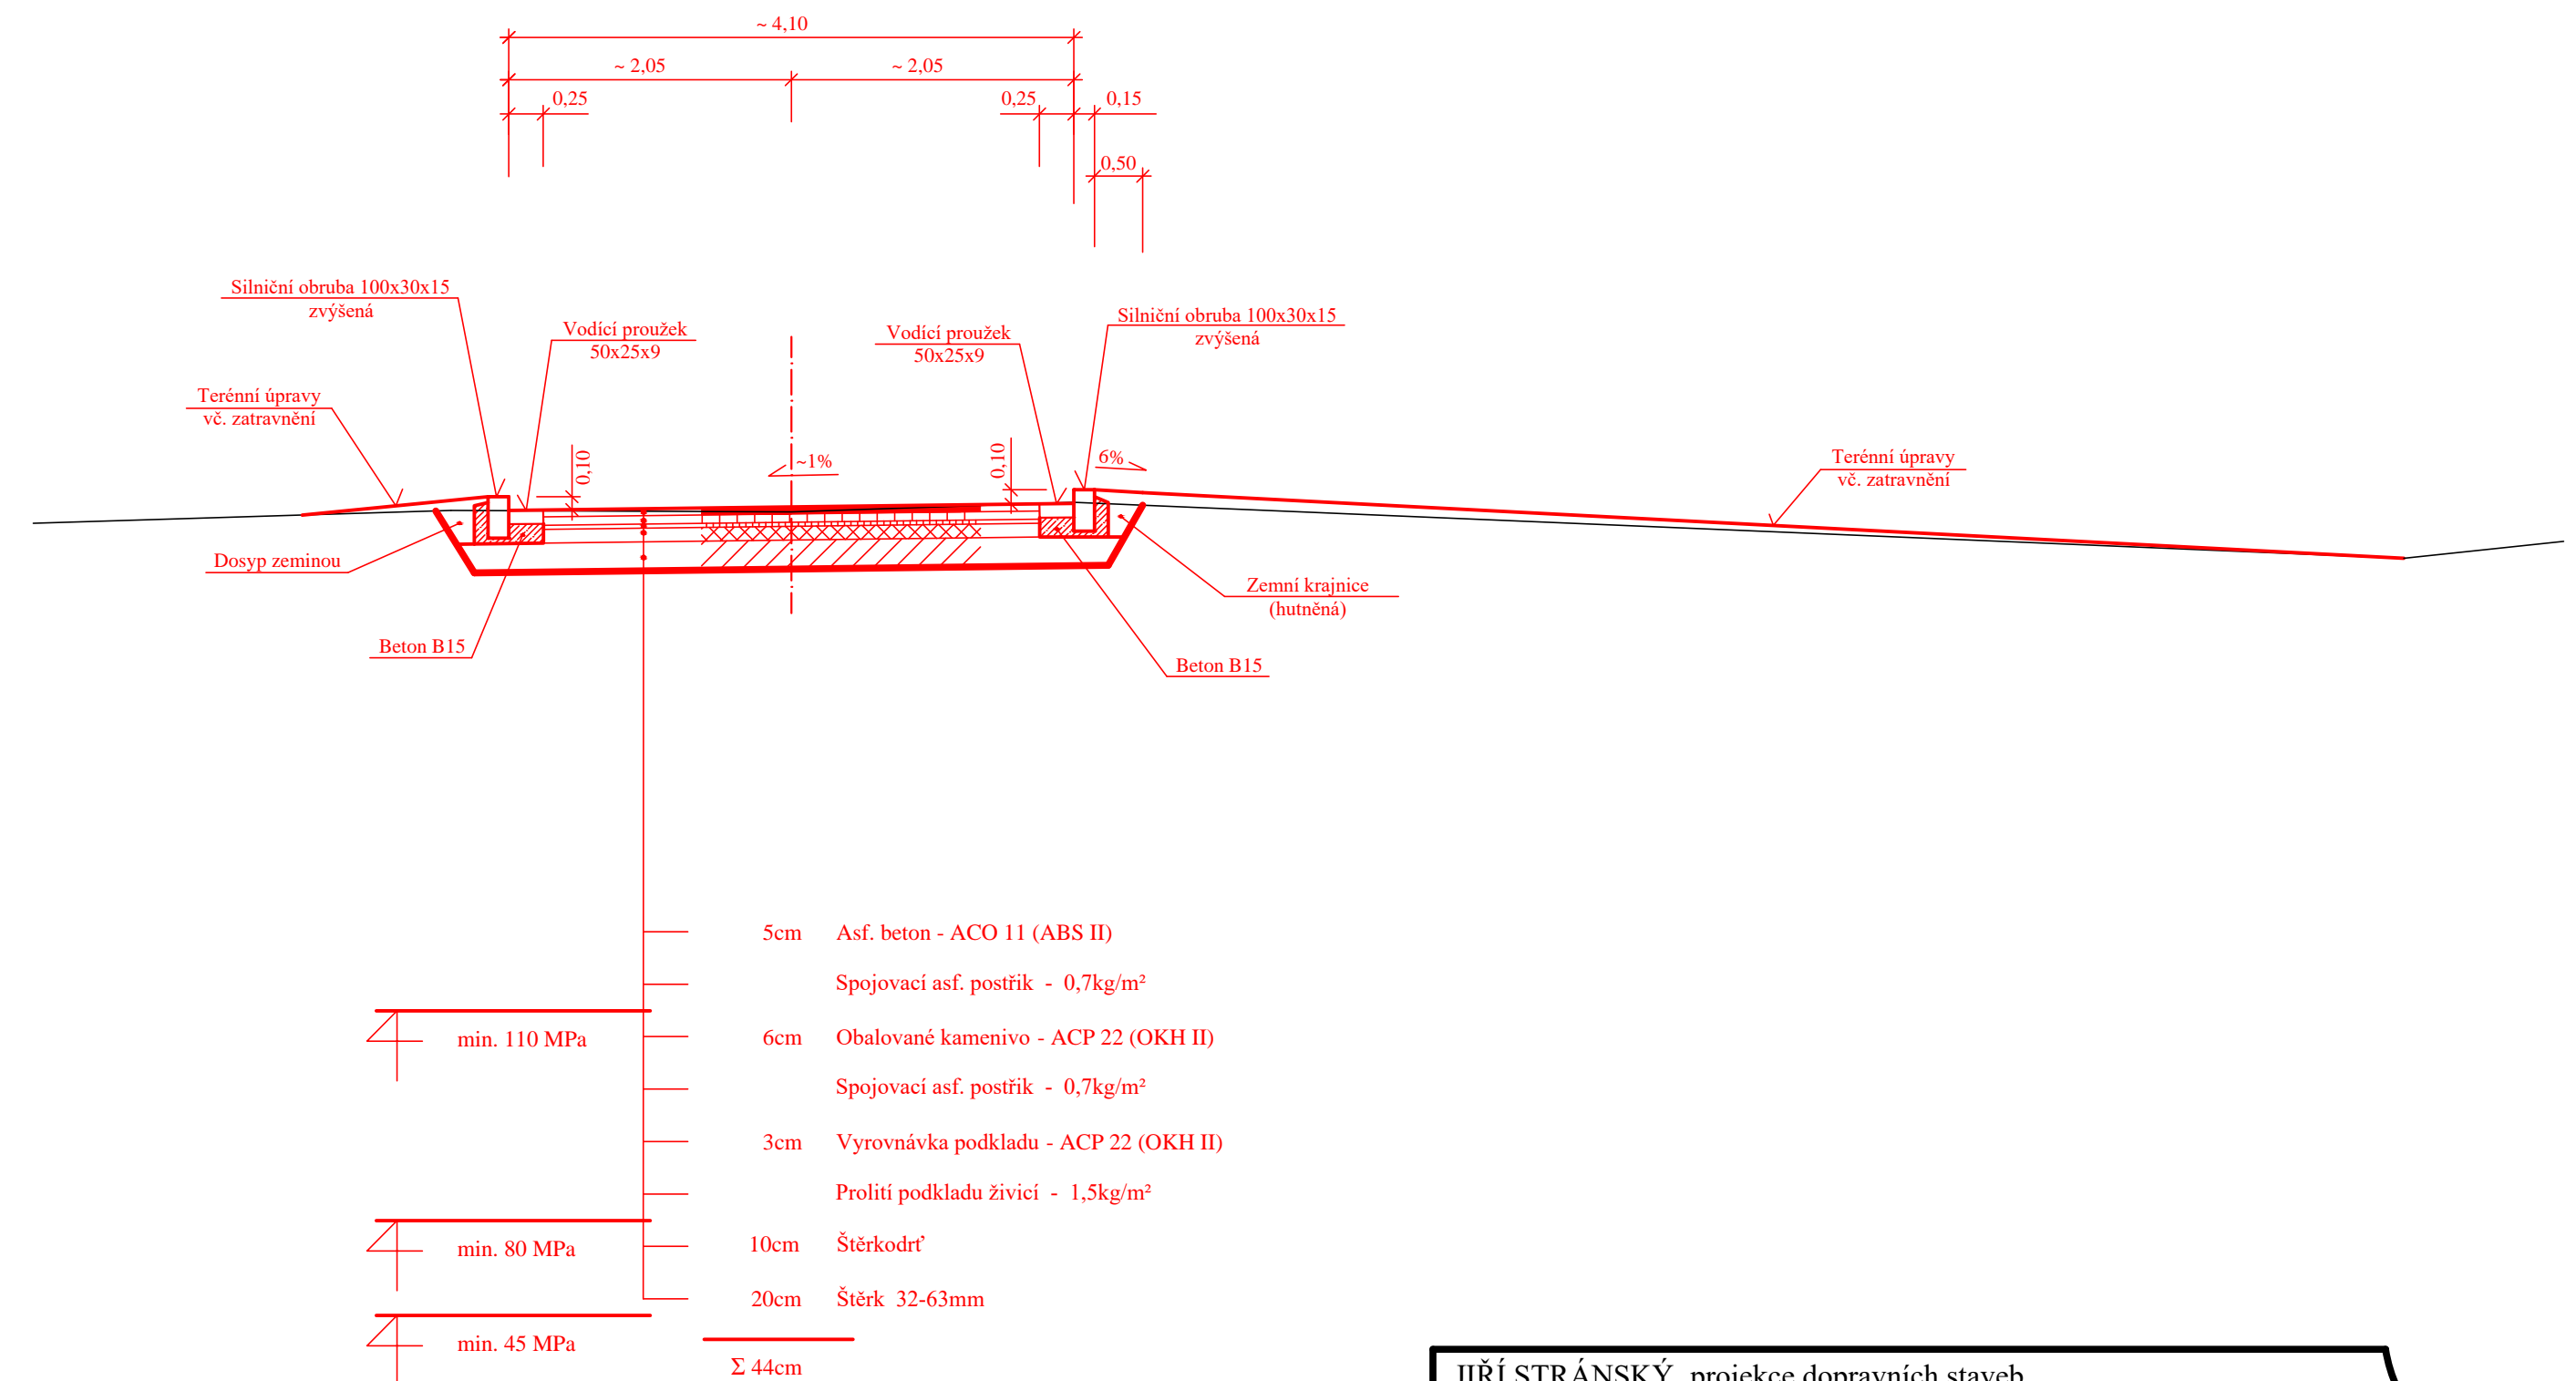 ~ 4,10
~ 2,05
~ 2,05
0,25
0,25
0,15
0,50
Silniční obruba 100x30x15
zvýšená
Vodící proužek
50x25x9
Vodící proužek
50x25x9
Silniční obruba 100x30x15
zvýšená
Terénní úpravy
vč. zatravnění
0,10
~1%
0,10
6%
Terénní úpravy
vč. zatravnění
Dosyp zeminou
Zemní krajnice
(hutněná)
Beton B15
Beton B15
5cm Asf. beton - ACO 11 (ABS II)
Spojovací asf. postřik - 0,7kg/m²
min. 110 MPa
6cm Obalované kamenivo - ACP 22 (OKH II)
Spojovací asf. postřik - 0,7kg/m²
3cm Vyrovnávka podkladu - ACP 22 (OKH II)
Prolití podkladu živicí - 1,5kg/m²
min. 80 MPa
10cm Štěrkodrť
20cm Štěrk 32-63mm
min. 45 MPa
Σ 44cm
JIŘÍ STRÁNSKÝ projekce dopravních staveb